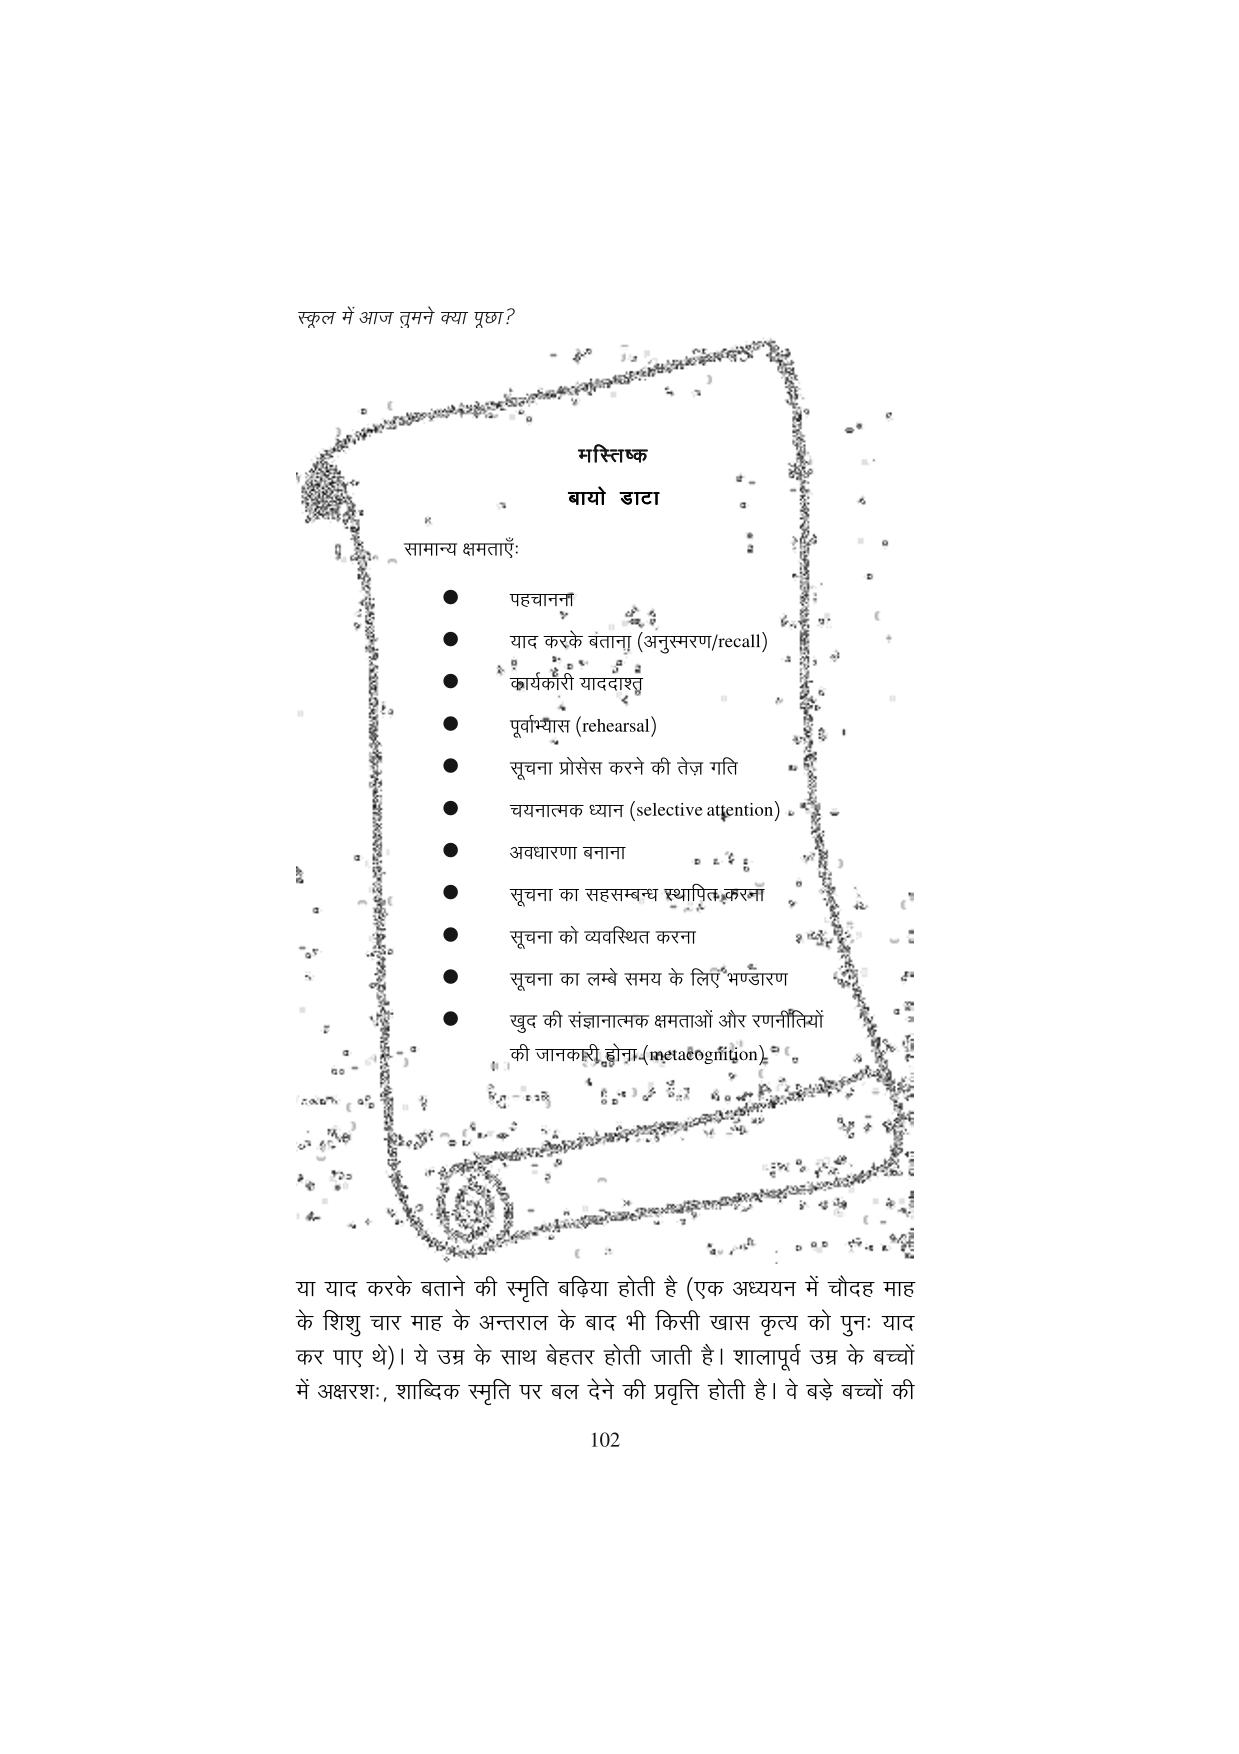 स्कूल में आज तुमने क्या पूछा?
मस्तिष्क
बायो डाटा
सामान्य क्षमताएँः
● पहचानना
● याद करके बताना (अनुस्मरण/recall)
● कार्यकारी याददाश्त
● पूर्वाभ्यास (rehearsal)
● सूचना प्रोसेस करने की तेज़ गति
● चयनात्मक ध्यान (selective attention)
● अवधारणा बनाना
● सूचना का सहसम्बन्ध स्थापित करना
● सूचना को व्यवस्थित करना
● सूचना का लम्बे समय के लिए भण्डारण
● खुद की संज्ञानात्मक क्षमताओं और रणनीतियों
की जानकारी होना (metacognition)
या याद करके बताने की स्मृति बढ़िया होती है (एक अध्ययन में चौदह माह
के शिशु चार माह के अन्तराल के बाद भी किसी खास कृत्य को पुनः याद
कर पाए थे)। ये उम्र के साथ बेहतर होती जाती है। शालापूर्व उम्र के बच्चों
में अक्षरशः, शाब्दिक स्मृति पर बल देने की प्रवृत्ति होती है। वे बड़े बच्चों की
102